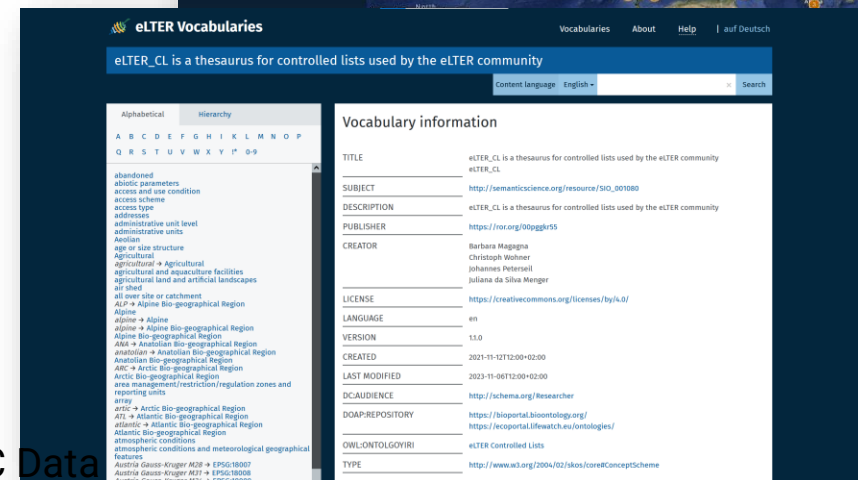 North
eLTER Vocabularies
Vocabularies About Help | auf Deutsch
eLTER_CL is a thesaurus for controlled lists used by the eLTER community
Content language English × Search
Alphabetical Hierarchy
A B C D E F G H I K L M N O P
Q R S T U V W X Y !* 0-9
abandoned
abiotic parameters
access and use condition
access scheme
access type
addresses
administrative unit level
administrative units
Aeolian
age or size structure
Agricultural
agricultural → Agricultural
agricultural and aquaculture facilities
agricultural land and artificial landscapes
air shed
all over site or catchment
ALP → Alpine Bio-geographical Region
Alpine
alpine → Alpine
alpine → Alpine Bio-geographical Region
Alpine Bio-geographical Region
ANA → Anatolian Bio-geographical Region
anatolian → Anatolian Bio-geographical Region
Anatolian Bio-geographical Region
ARC → Arctic Bio-geographical Region
Arctic Bio-geographical Region
area management/restriction/regulation zones and
reporting units
array
artic → Arctic Bio-geographical Region
ATL → Atlantic Bio-geographical Region
atlantic → Atlantic Bio-geographical Region
Atlantic Bio-geographical Region
atmospheric conditions
atmospheric conditions and meteorological geographical
features
Austria Gauss-Kruger M28 → EPSG:18007
Austria Gauss-Kruger M31 → EPSG:18008
Vocabulary information
TITLE eLTER_CL is a thesaurus for controlled lists used by the eLTER community
eLTER_CL
SUBJECT http://semanticscience.org/resource/SIO_001080
DESCRIPTION eLTER_CL is a thesaurus for controlled lists used by the eLTER community
PUBLISHER https://ror.org/00pggkr55
CREATOR Barbara Magagna
Christoph Wohner
Johannes Peterseil
Juliana da Silva Menger
LICENSE https://creativecommons.org/licenses/by/4.0/
LANGUAGE en
VERSION 1.1.0
CREATED 2021-11-12T12:00+02:00
LAST MODIFIED 2023-11-06T12:00+02:00
DC:AUDIENCE http://schema.org/Researcher
DOAP:REPOSITORY https://bioportal.bioontology.org/
https://ecoportal.lifewatch.eu/ontologies/
OWL:ONTOLGOYIRI eLTER Controlled Lists
TYPE http://www.w3.org/2004/02/skos/core#ConceptScheme
C Data